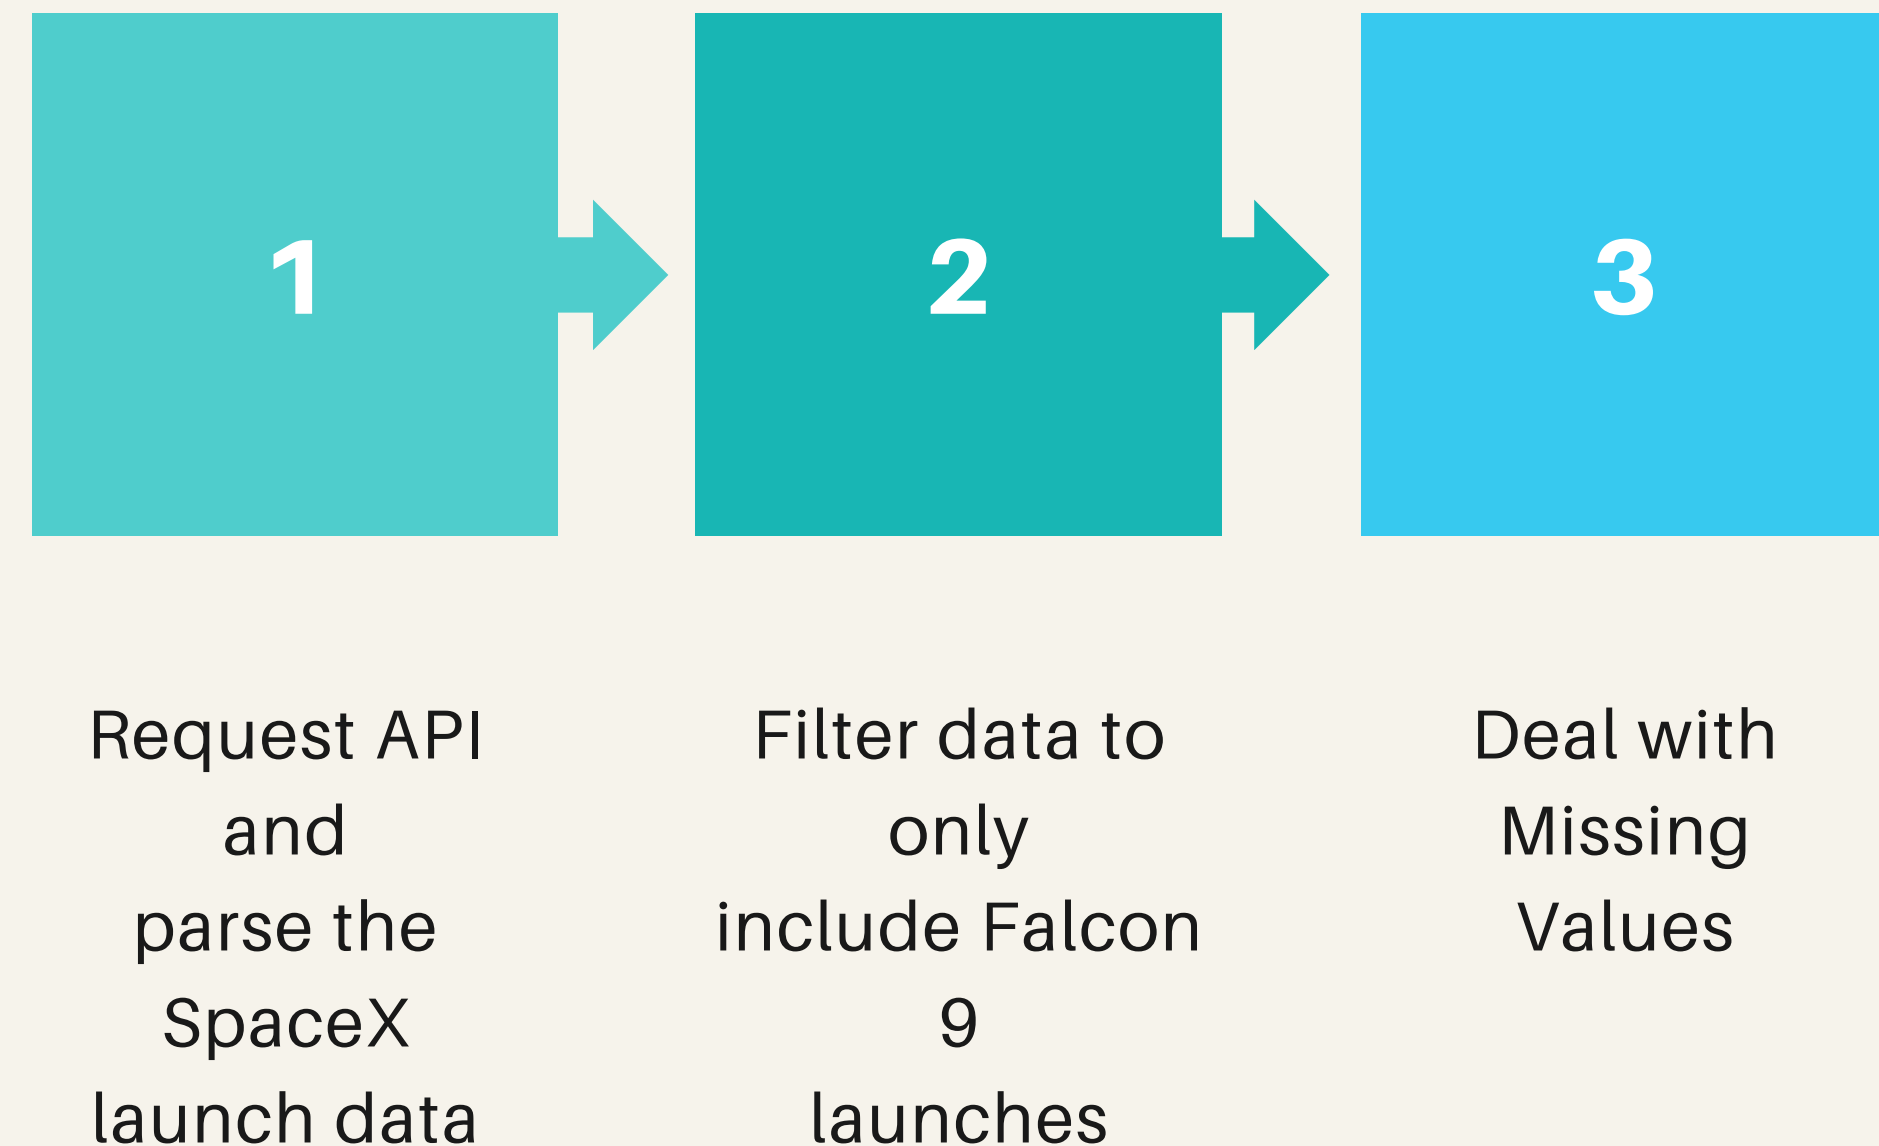 1
2
3
Request API
and
parse the
SpaceX
launch data
Filter data to
only
include Falcon
9
launches
Deal with
Missing
Values